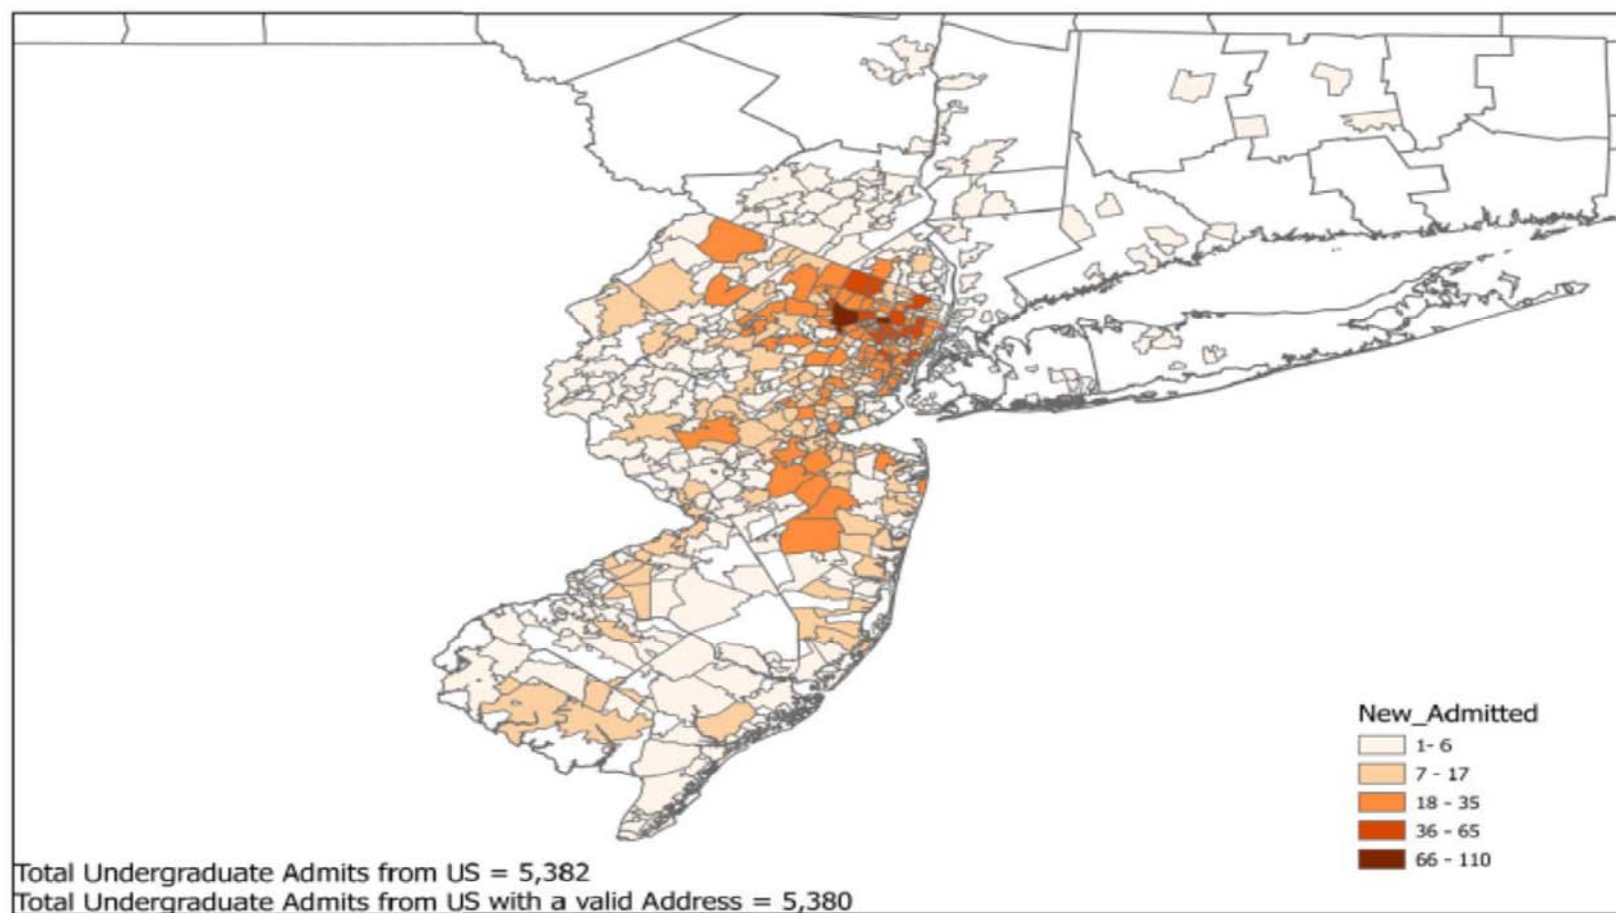 New_Admitted
1- 6
7 - 17
18 - 35
36 - 65
66 - 110
Total Undergraduate Admits from US = 5,382
Total Undergraduate Admits from US with a valid Address = 5,380